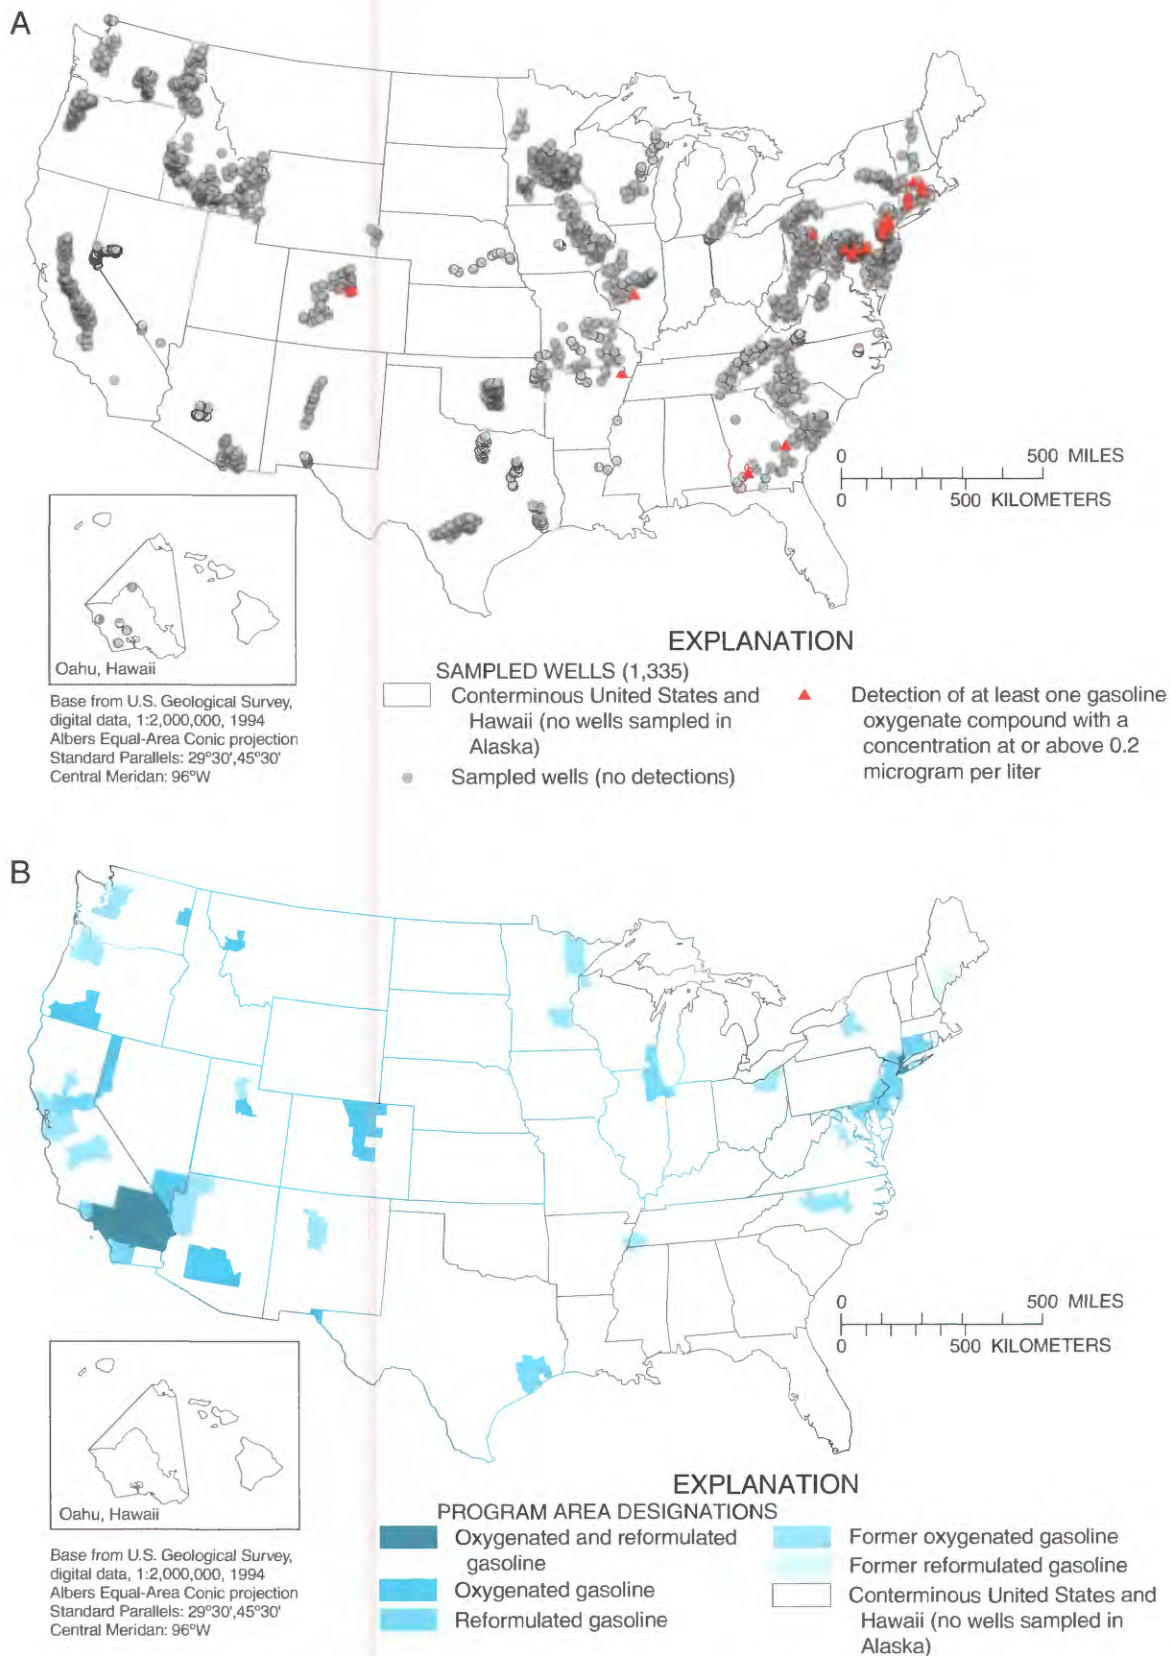 A
0 500 MILES
0 500 KILOMETERS
Oahu, Hawaii
Base from U.S. Geological Survey,
digital data, 1:2,000,000, 1994
Albers Equal-Area Conic projection
Standard Parallels: 29°30',45°30'
Central Meridian: 96°W
EXPLANATION
SAMPLED WELLS (1,335)
Conterminous United States and
Hawaii (no wells sampled in
Alaska)
Sampled wells (no detections)
Detection of at least one gasoline
oxygenate compound with a
concentration at or above 0.2
microgram per liter
B
0 500 MILES
0 500 KILOMETERS
Oahu, Hawaii
Base from U.S. Geological Survey,
digital data, 1:2,000,000, 1994
Albers Equal-Area Conic projection
Standard Parallels: 29°30',45°30'
Central Meridian: 96°W
EXPLANATION
PROGRAM AREA DESIGNATIONS
Oxygenated and reformulated
gasoline
Oxygenated gasoline
Reformulated gasoline
Former oxygenated gasoline
Former reformulated gasoline
Conterminous United States and
Hawaii (no wells sampled in
Alaska)